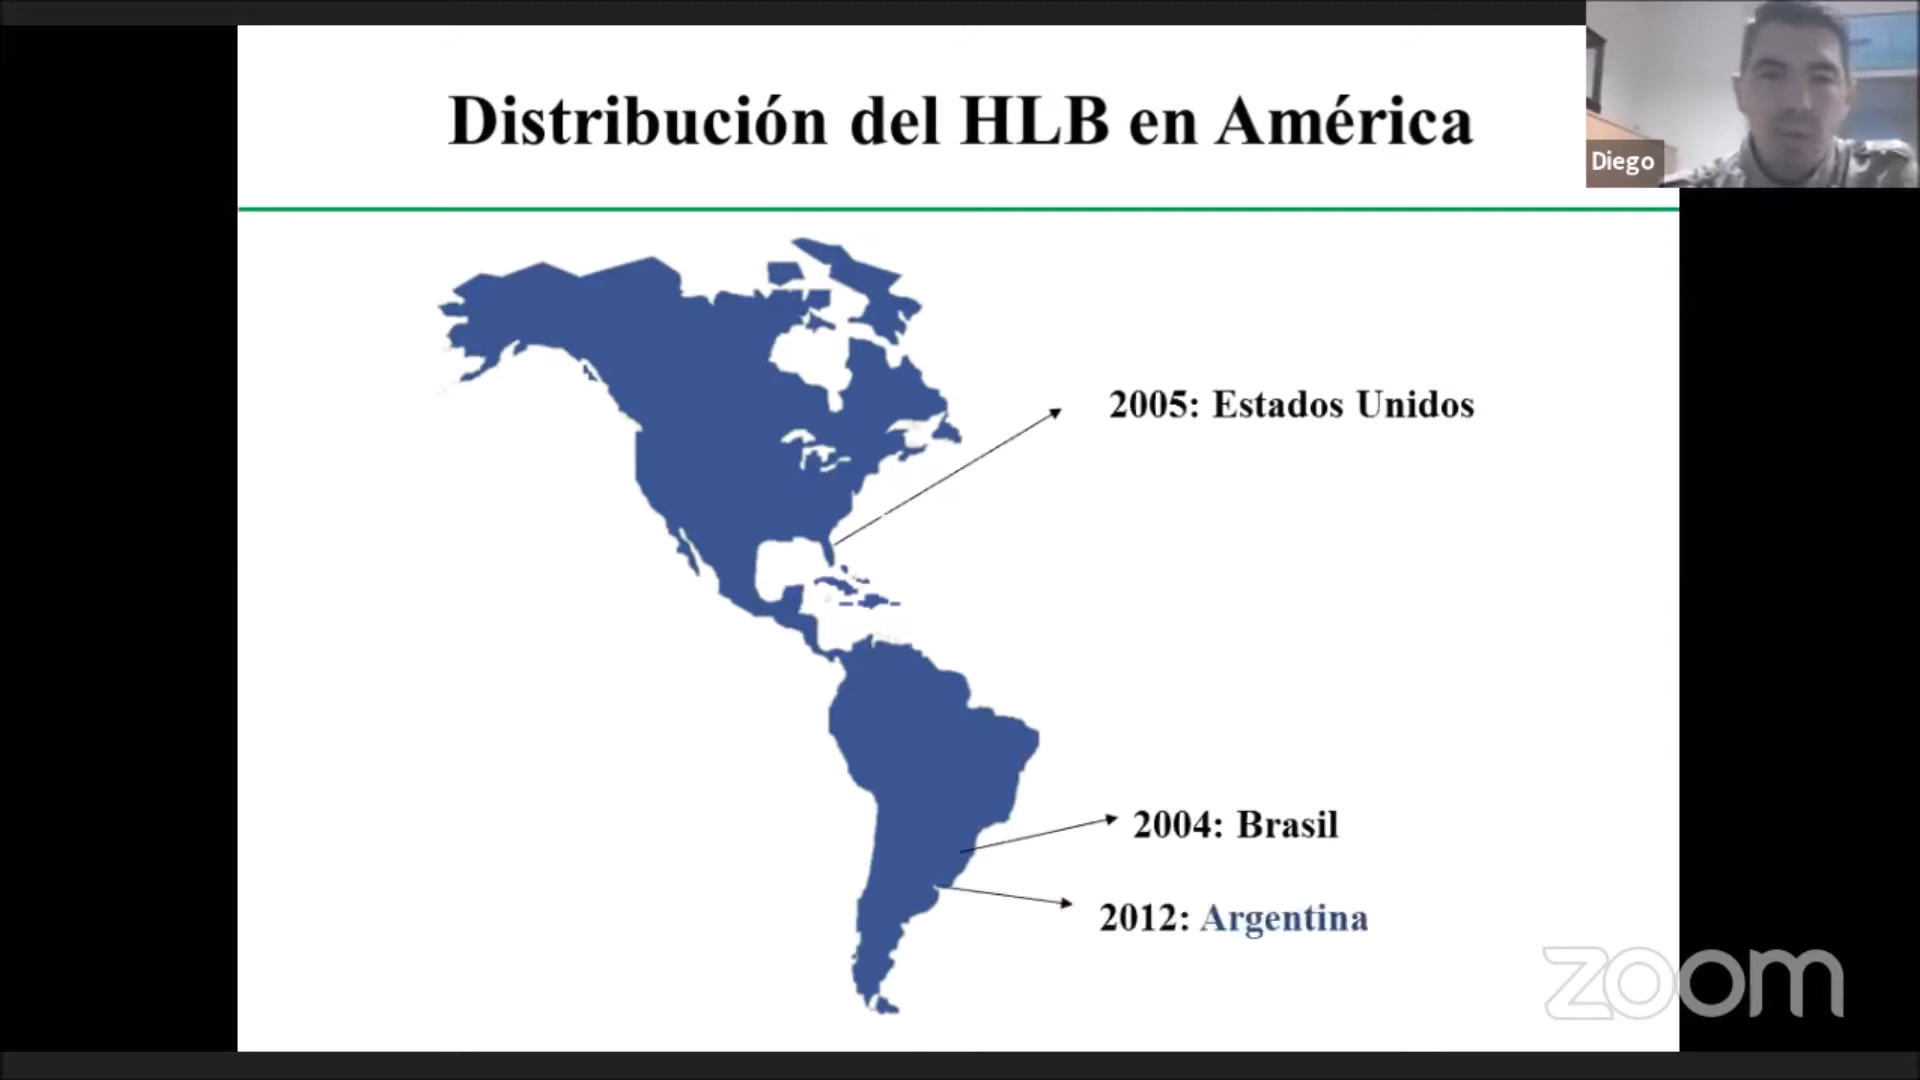 Distribución del HLB en América
Diego
2005: Estados Unidos
2004: Brasil
2012: Argentina
zoom